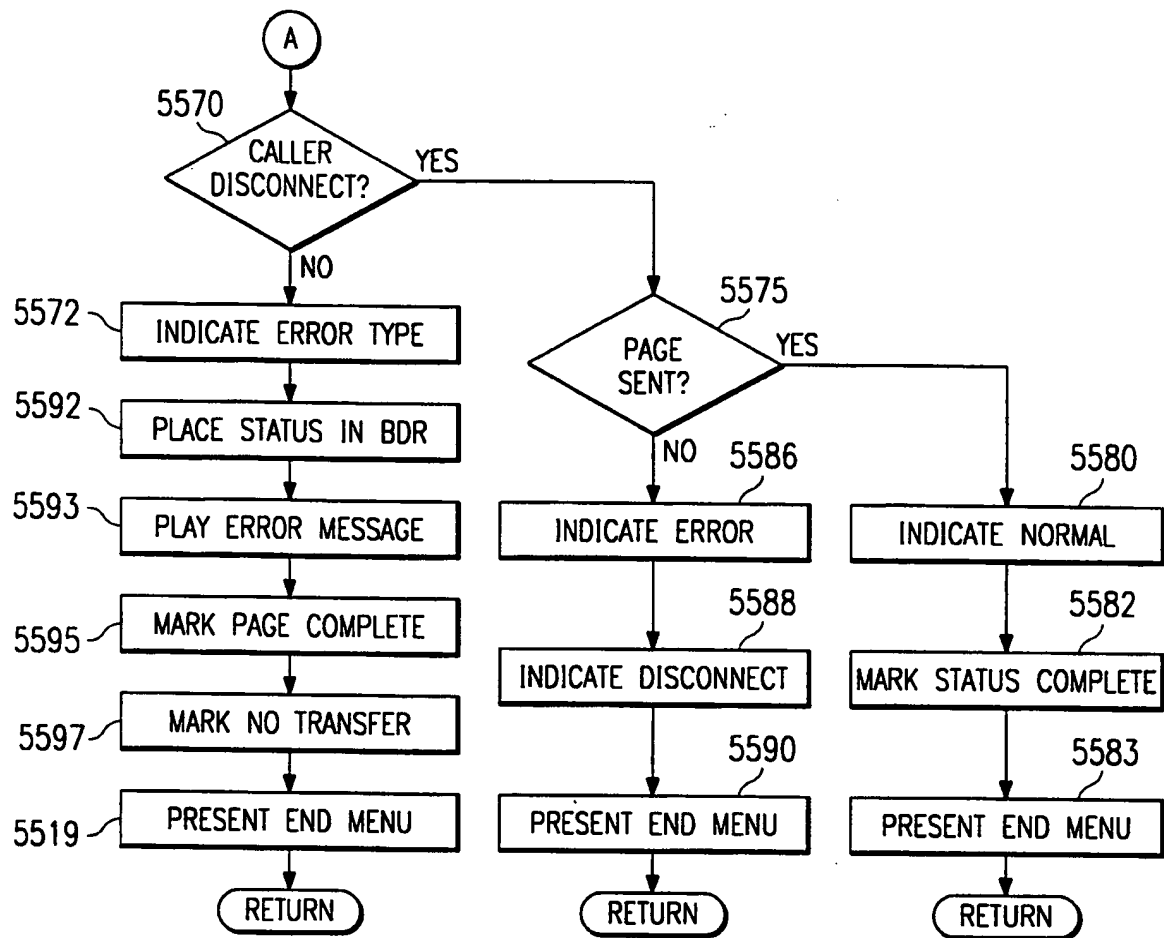 A
5570
CALLER
DISCONNECT?
YES
NO
5572
INDICATE ERROR TYPE
5592
PLACE STATUS IN BDR
5593
PLAY ERROR MESSAGE
5595
MARK PAGE COMPLETE
5597
MARK NO TRANSFER
5519
PRESENT END MENU
RETURN
5575
PAGE
SENT?
YES
NO
5586
INDICATE ERROR
5588
INDICATE DISCONNECT
5590
PRESENT END MENU
RETURN
5580
INDICATE NORMAL
5582
MARK STATUS COMPLETE
5583
PRESENT END MENU
RETURN